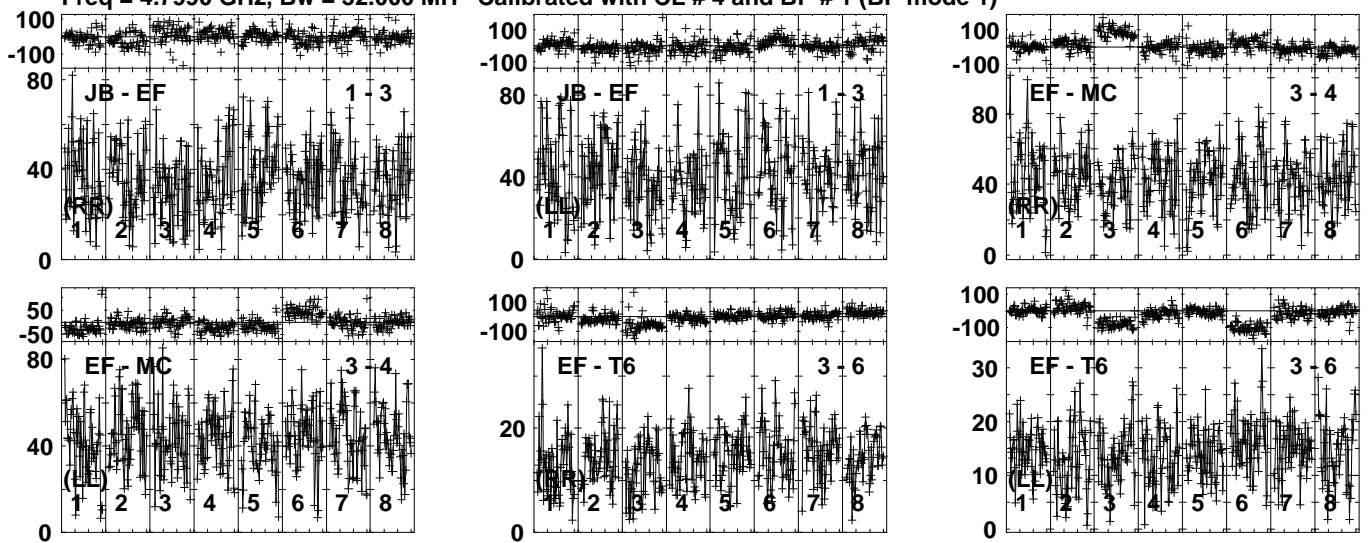 Freq = 4.7990 GHz, Bw = 32.000 MH Calibrated with CL # 4 and BP # 1 (BP mode 1)
100
-100
80
40
0
JB - EF 1 - 3
(RR)
1 2 3 4 5 6 7 8
100
-100
80
40
0
JB - EF 1 - 3
(LL)
1 2 3 4 5 6 7 8
100
-100
80
40
0
EF - MC 3 - 4
(RR)
1 2 3 4 5 6 7 8
50
-50
80
40
0
EF - MC 3 - 4
(LL)
1 2 3 4 5 6 7 8
100
-100
20
0
EF - T6 3 - 6
(RR)
1 2 3 4 5 6 7 8
100
-100
30
20
10
0
EF - T6 3 - 6
(LL)
1 2 3 4 5 6 7 8